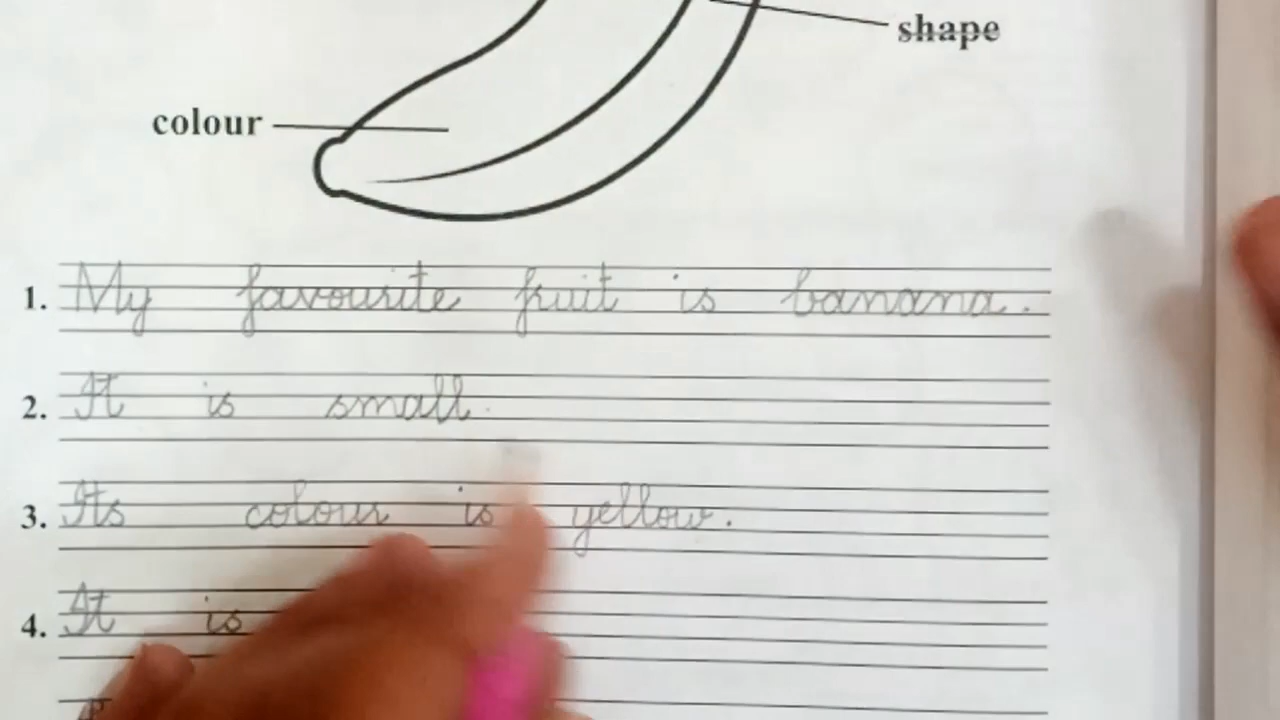 shape
colour
1. My favourite fruit is banana.
2. It is small.
3. Its colour is yellow.
4. It is